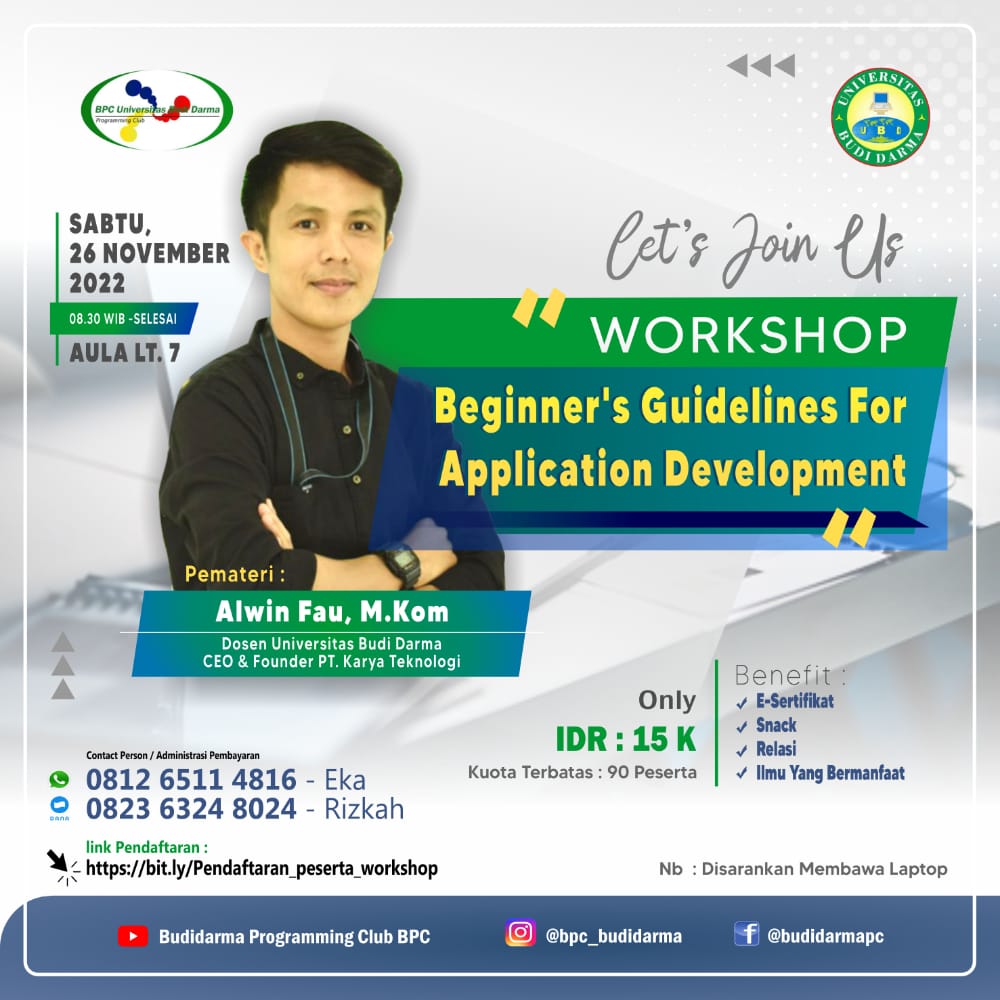 BPC Universitas Budi Darma
Programming Club
UNIVERSITAS
UBD
BUDI DARMA
SABTU,
26 NOVEMBER
2022
08.30 WIB -SELESAI
AULA LT. 7
Let's Join Us
WORKSHOP
Beginner's Guidelines For
Application Development
Pemateri :
Alwin Fau, M.Kom
Dosen Universitas Budi Darma
CEO & Founder PT. Karya Teknologi
Only
IDR : 15 K
Kuota Terbatas : 90 Peserta
Benefit :
E-Sertifikat
Snack
Relasi
Ilmu Yang Bermanfaat
Contact Person / Administrasi Pembayaran
0812 6511 4816 - Eka
DANA
0823 6324 8024 - Rizkah
link Pendaftaran :
https://bit.ly/Pendaftaran_peserta_workshop
Nb : Disarankan Membawa Laptop
Budidarma Programming Club BPC
@bpc_budidarma
@budidarmapc